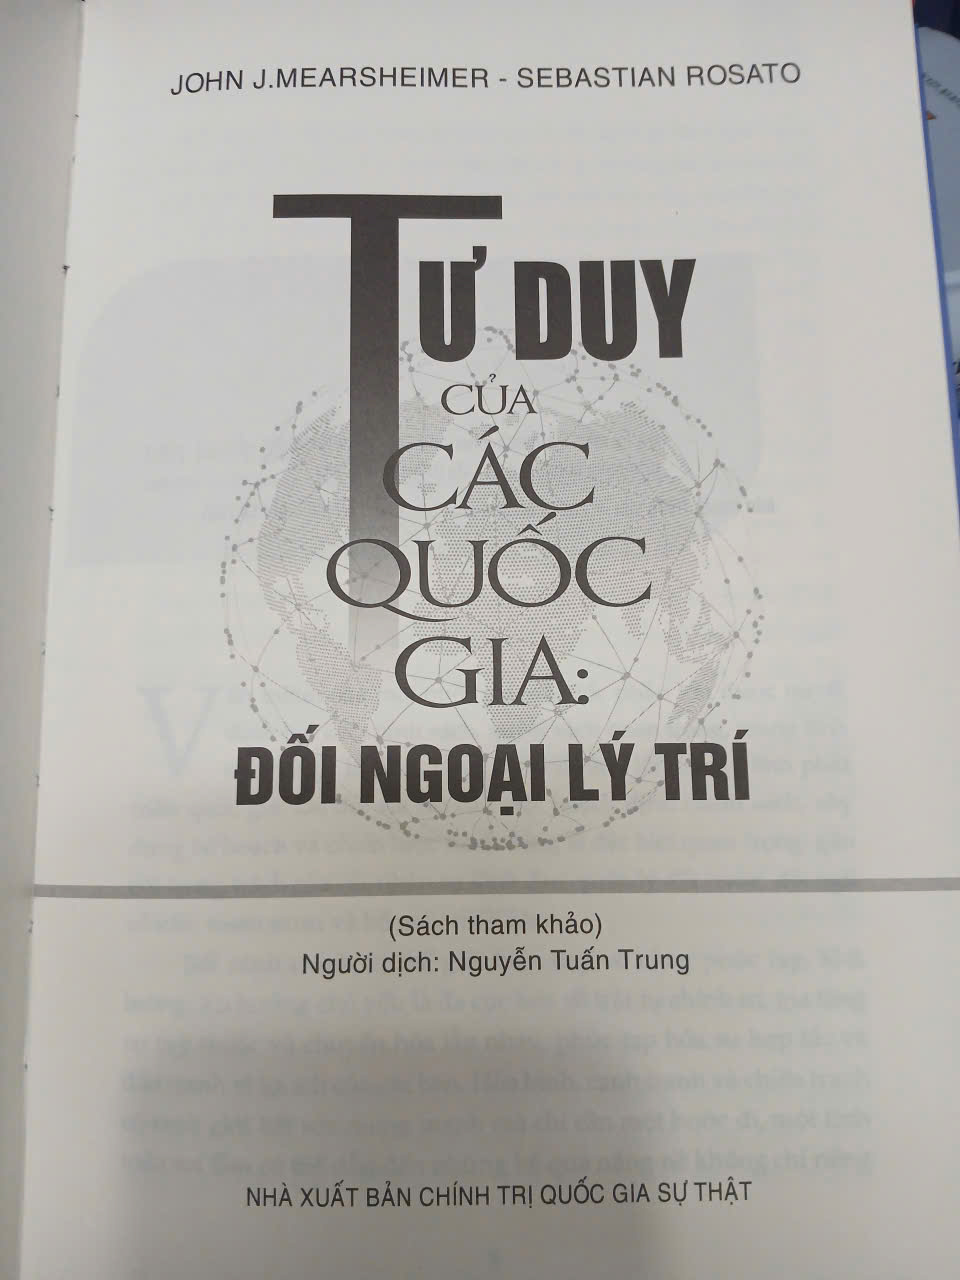 JOHN J.MEARSHEIMER - SEBASTIAN ROSATO
TƯ DUY
CỦA
CÁC
QUỐC
GIA:
ĐỐI NGOẠI LÝ TRÍ
(Sách tham khảo)
Người dịch: Nguyễn Tuấn Trung
NHÀ XUẤT BẢN CHÍNH TRỊ QUỐC GIA SỰ THẬT